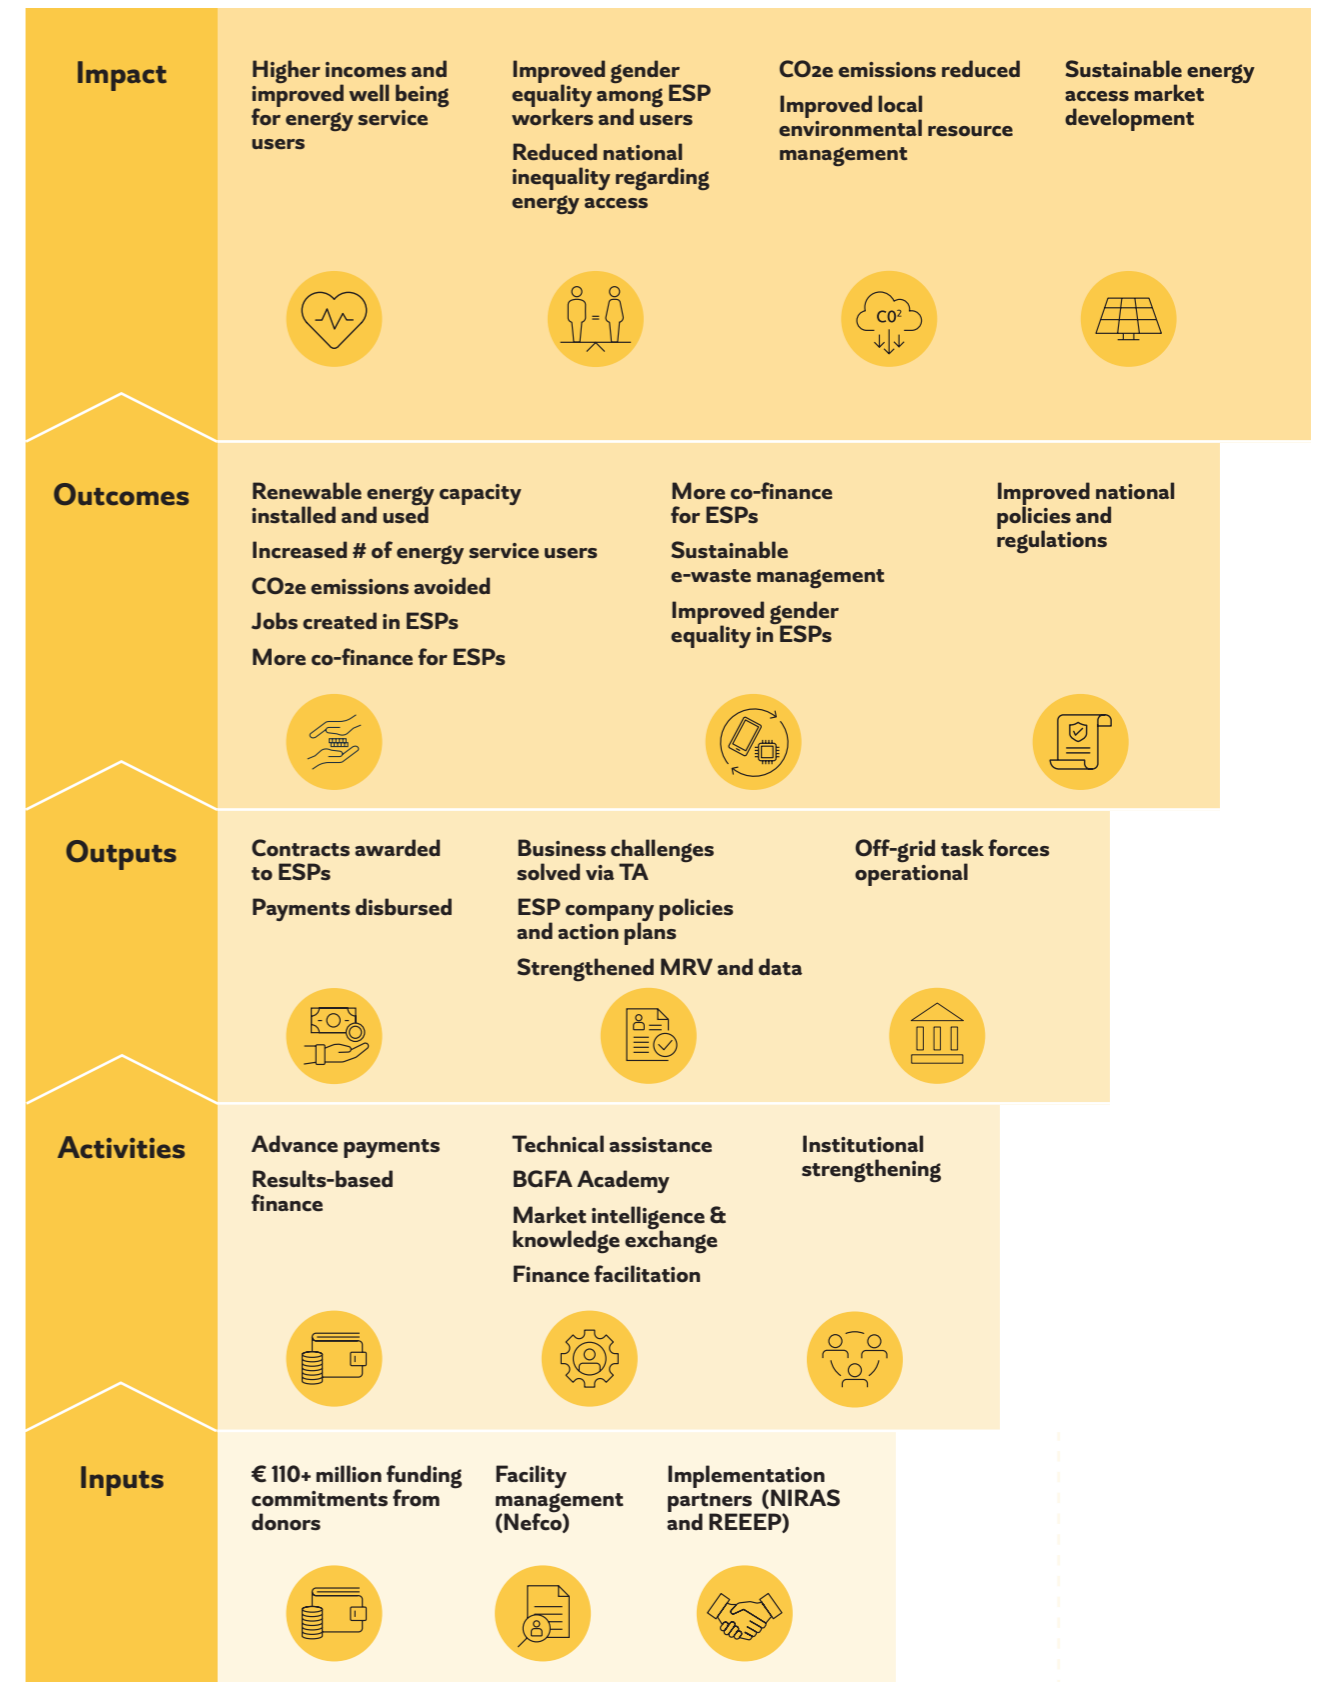 Impact
Higher incomes and
improved well being
for energy service
users
Improved gender
equality among ESP
workers and users
Reduced national
inequality regarding
energy access
CO2e emissions reduced
Improved local
environmental resource
management
Sustainable energy
access market
development
=
CO²
Outcomes
Renewable energy capacity
installed and used
Increased # of energy service users
CO2e emissions avoided
Jobs created in ESPs
More co-finance for ESPs
More co-finance
for ESPs
Sustainable
e-waste management
Improved gender
equality in ESPs
Improved national
policies and
regulations
Outputs
Contracts awarded
to ESPs
Payments disbursed
Business challenges
solved via TA
ESP company policies
and action plans
Strengthened MRV and data
Off-grid task forces
operational
Activities
Advance payments
Results-based
finance
Technical assistance
BGFA Academy
Market intelligence &
knowledge exchange
Finance facilitation
Institutional
strengthening
Inputs
€ 110+ million funding
commitments from
donors
Facility
management
(Nefco)
Implementation
partners (NIRAS
and REEEP)